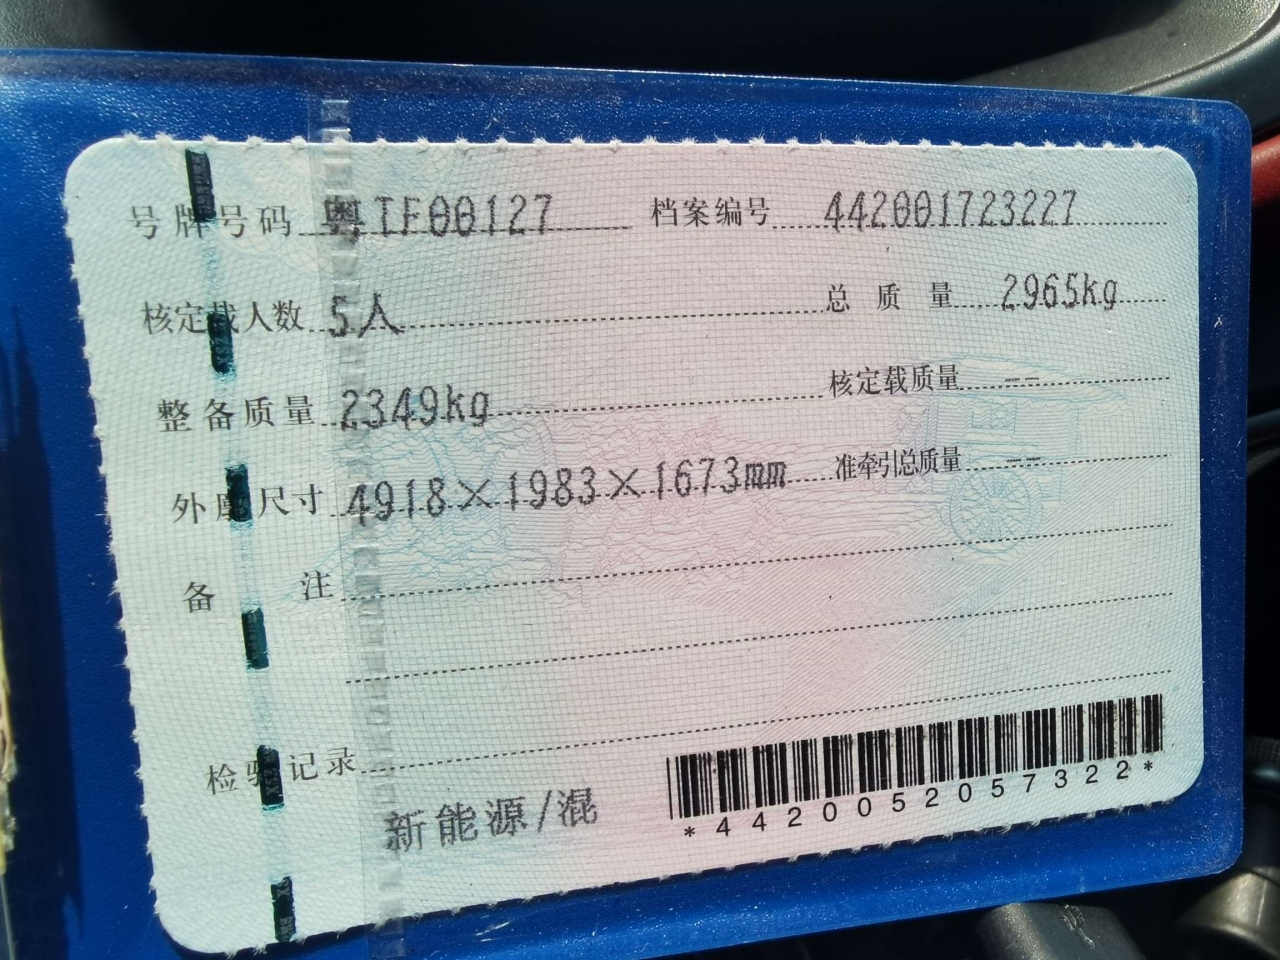 号牌号码 粤TF00127 档案编号 442001723227
核定载人数 5人 总质量 2965kg
整备质量 2349kg 核定载质量 --
外廓尺寸 4918×1983×1673mm 准牵引总质量 --
备注
检验记录
新能源/混
*4420052057322*